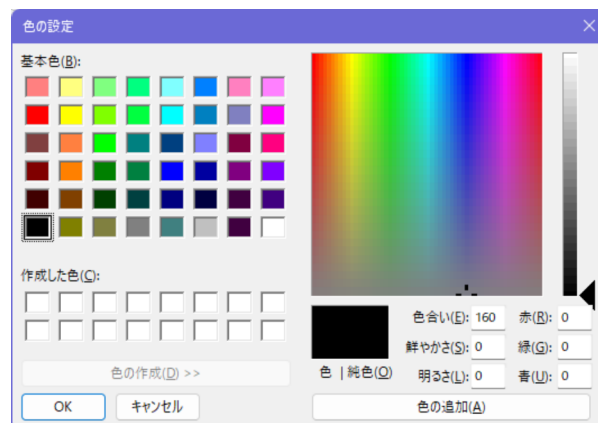 色の設定
基本色(B):
作成した色(C):
色の作成(D) >>
OK
キャンセル
色 | 純色(O)
色合い(E): 160
鮮やかさ(S): 0
明るさ(L): 0
赤(R): 0
緑(G): 0
青(U): 0
色の追加(A)